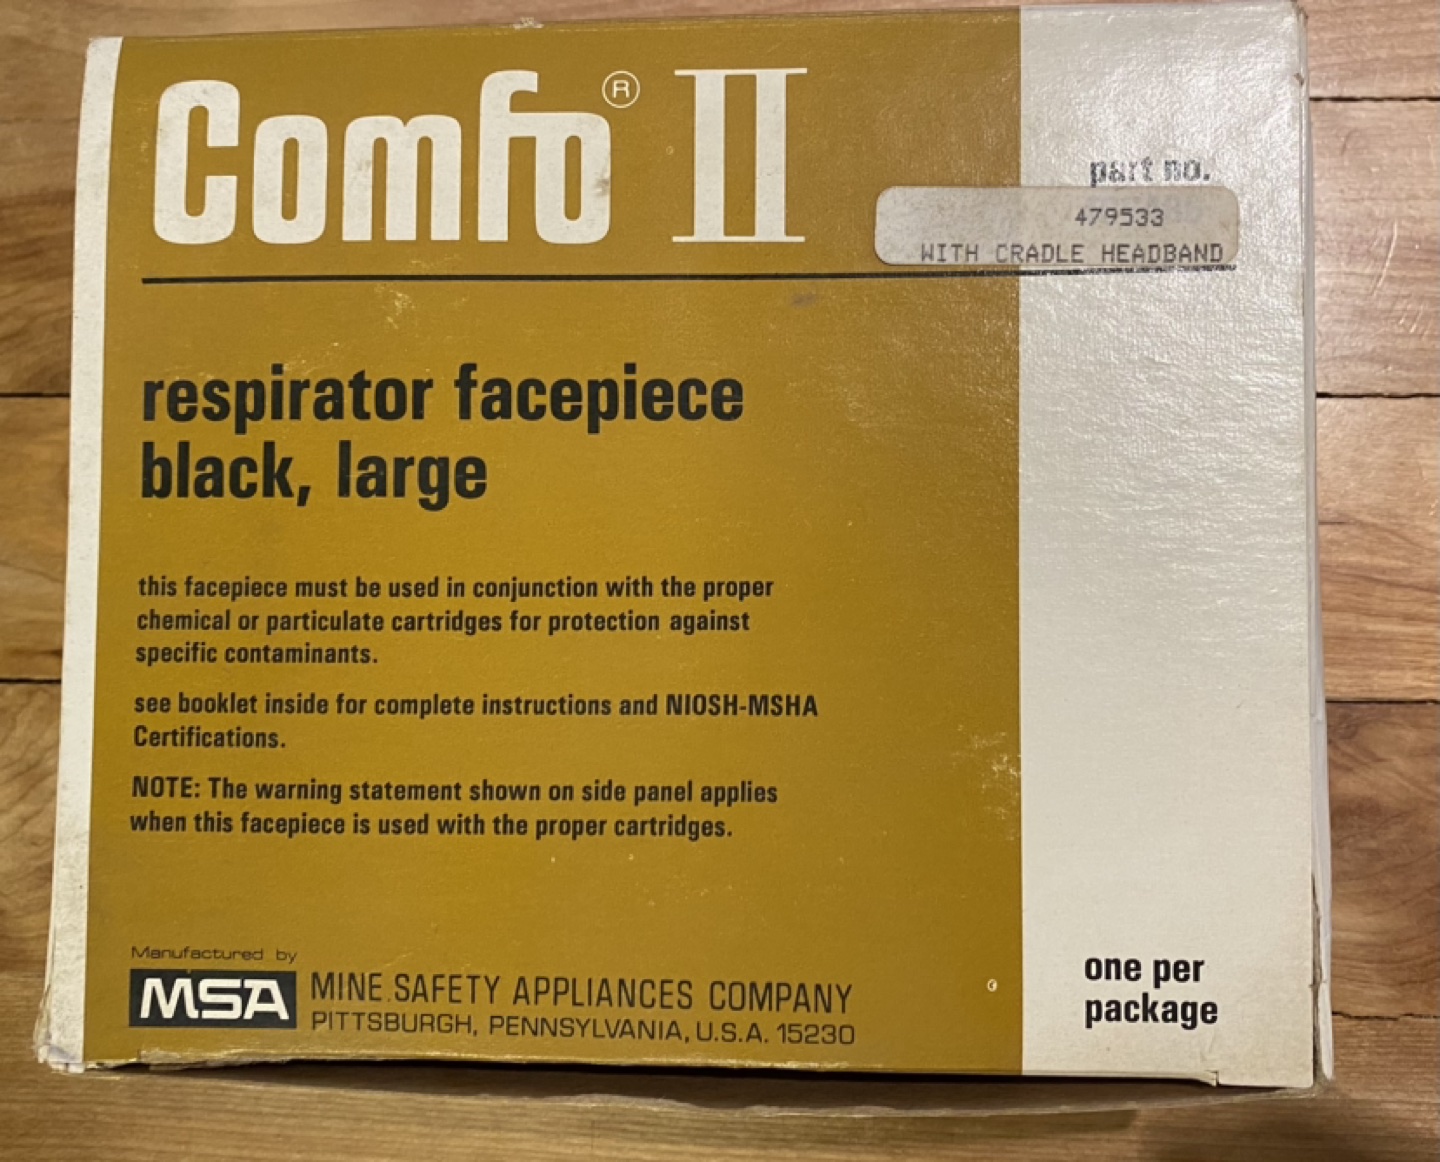 Comfo® II
part no.
479533
WITH CRADLE HEADBAND
respirator facepiece
black, large
this facepiece must be used in conjunction with the proper
chemical or particulate cartridges for protection against
specific contaminants.
see booklet inside for complete instructions and NIOSH-MSHA
Certifications.
NOTE: The warning statement shown on side panel applies
when this facepiece is used with the proper cartridges.
Manufactured by
MSA MINE SAFETY APPLIANCES COMPANY
PITTSBURGH, PENNSYLVANIA, U.S.A. 15230
one per
package